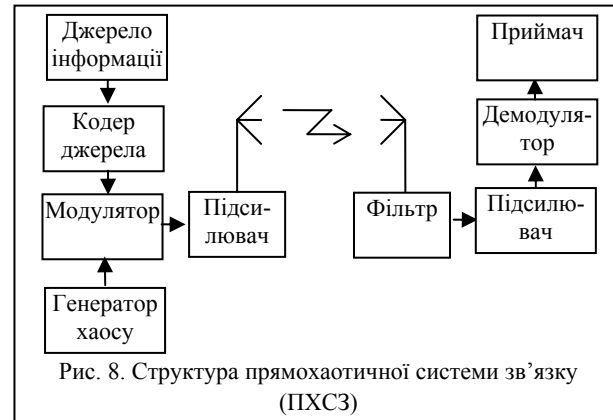 Джерело
інформації
Кодер
джерела
Модулятор
Генератор
хаосу
Підси-
лювач
Фільтр
Підсилю-
вач
Демодуля-
тор
Приймач
Рис. 8. Структура прямохаотичної системи зв’язку
(ПХСЗ)